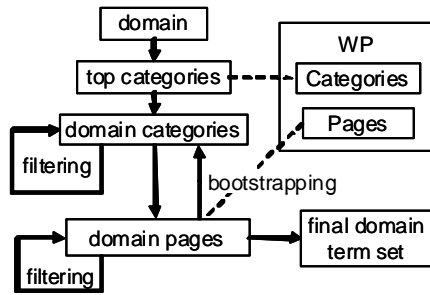 domain
WP
top categories
Categories
domain categories
Pages
filtering
bootstrapping
domain pages
final domain
term set
filtering